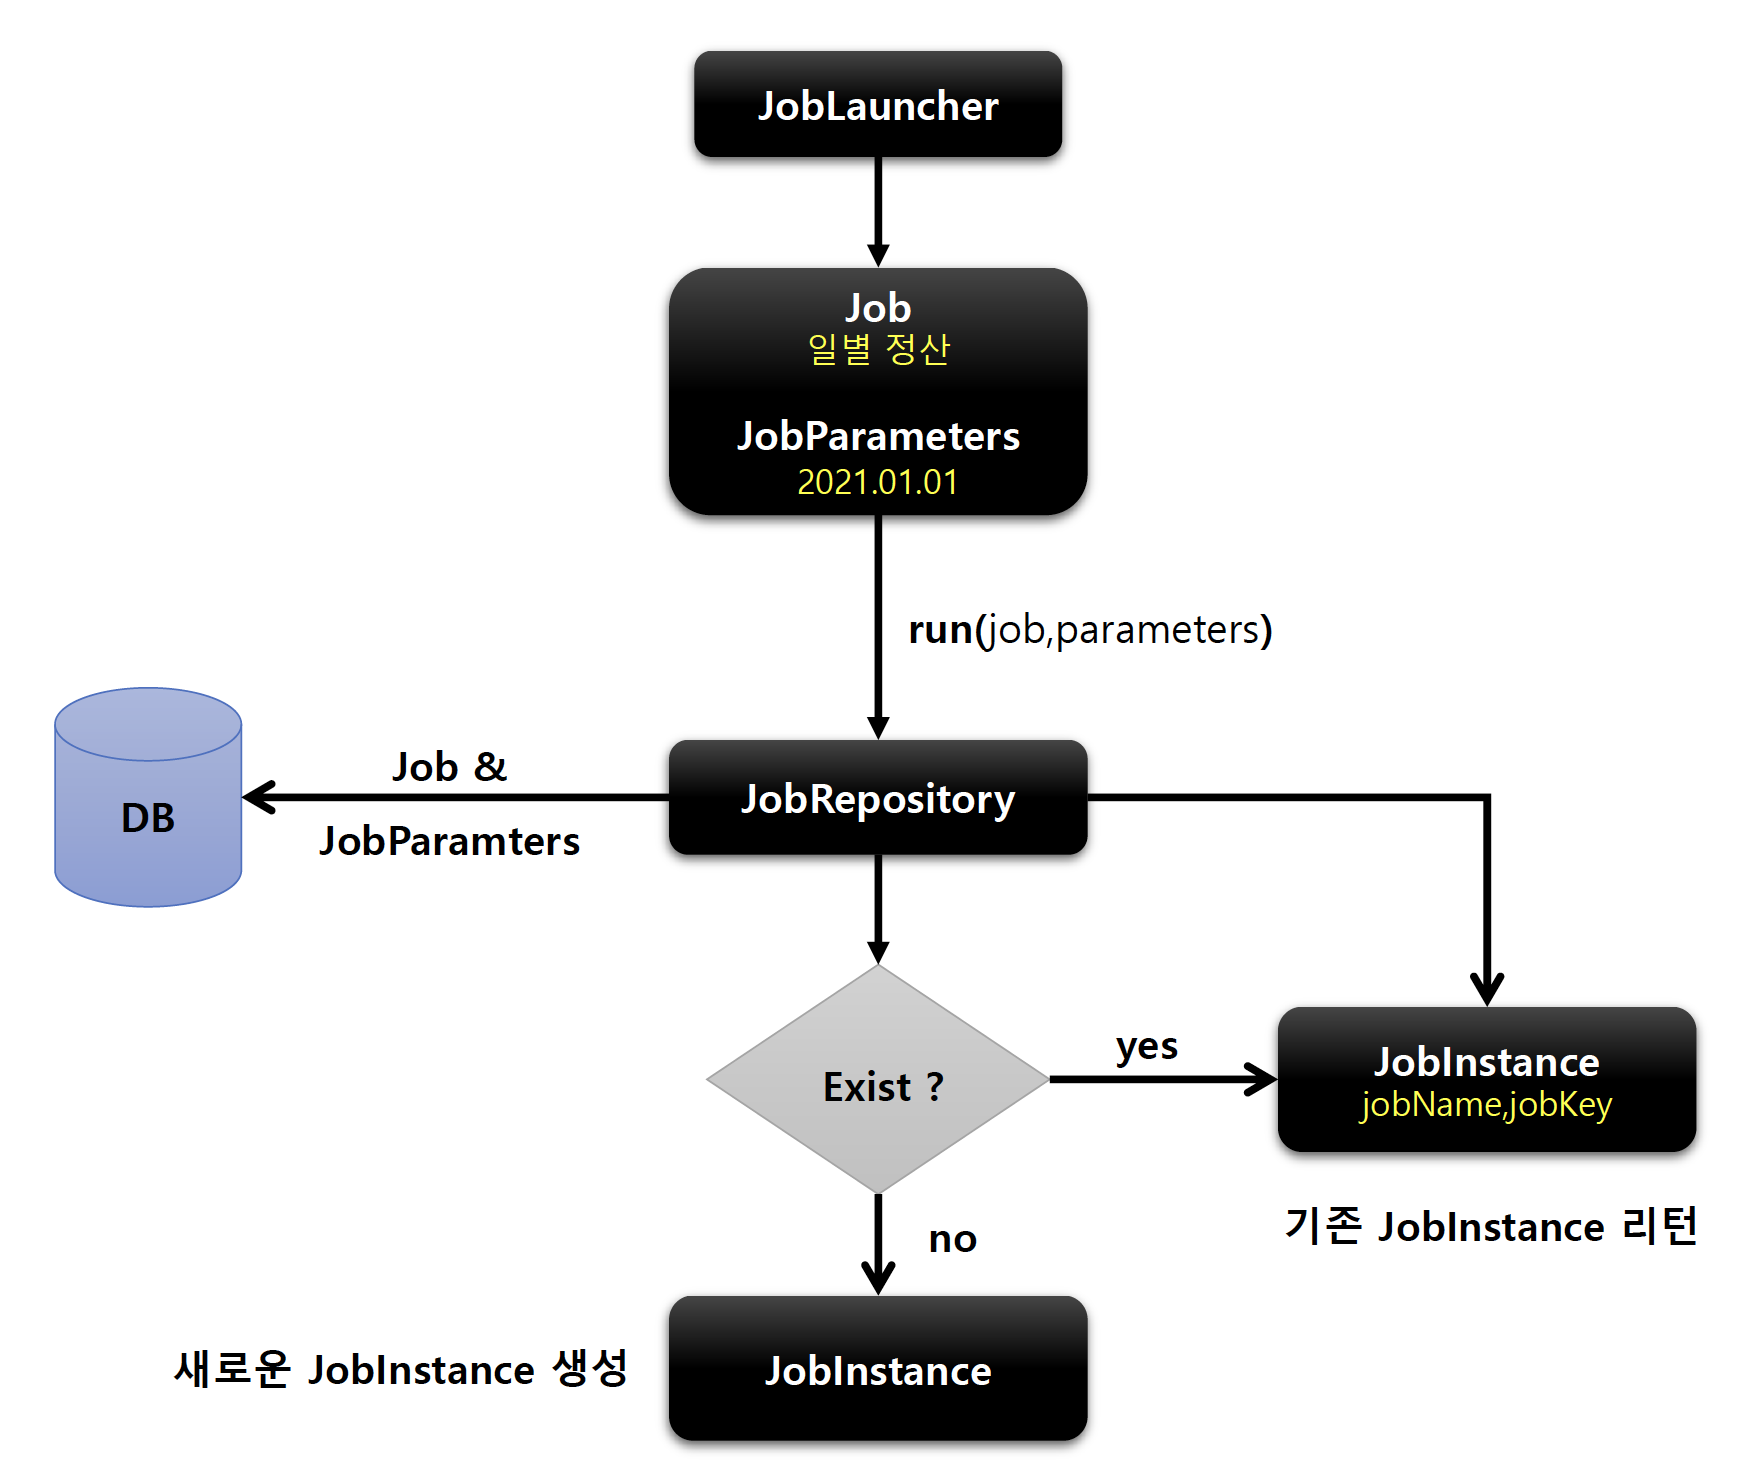 JobLauncher
Job
일별 정산
JobParameters
2021.01.01
run(job,parameters)
DB
Job &
JobParamters
JobRepository
Exist ?
yes
JobInstance
jobName,jobKey
기존 JobInstance 리턴
no
새로운 JobInstance 생성
JobInstance